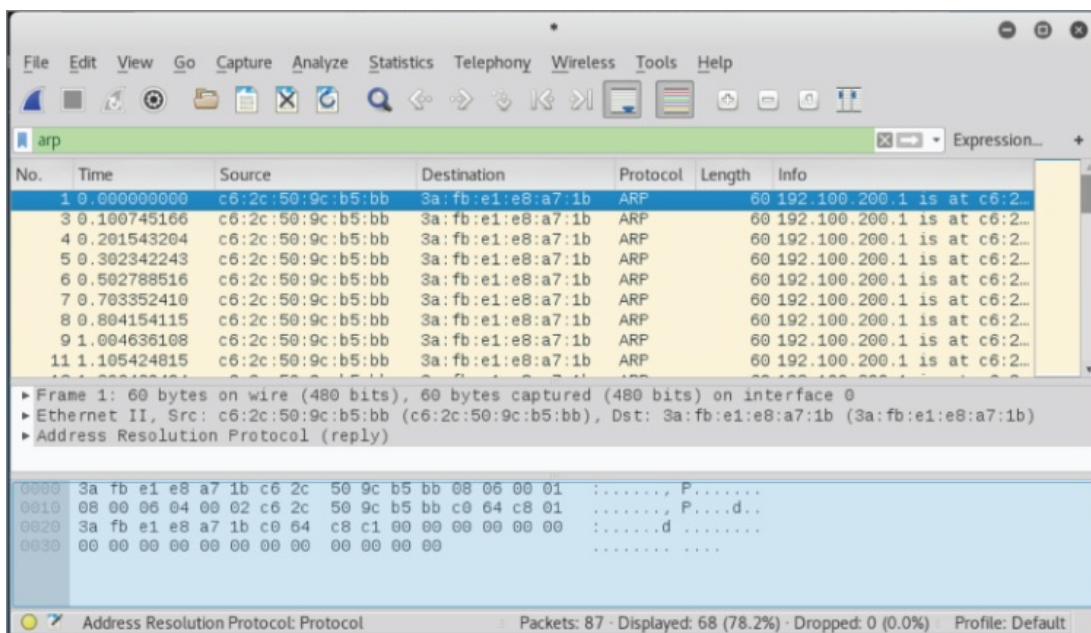 *
File Edit View Go Capture Analyze Statistics Telephony Wireless Tools Help
arp Expression... +
No. Time Source Destination Protocol Length Info
1 0.000000000 c6:2c:50:9c:b5:bb 3a:fb:e1:e8:a7:1b ARP 60 192.100.200.1 is at c6:2…
3 0.100745166 c6:2c:50:9c:b5:bb 3a:fb:e1:e8:a7:1b ARP 60 192.100.200.1 is at c6:2…
4 0.201543204 c6:2c:50:9c:b5:bb 3a:fb:e1:e8:a7:1b ARP 60 192.100.200.1 is at c6:2…
5 0.302342243 c6:2c:50:9c:b5:bb 3a:fb:e1:e8:a7:1b ARP 60 192.100.200.1 is at c6:2…
6 0.502788516 c6:2c:50:9c:b5:bb 3a:fb:e1:e8:a7:1b ARP 60 192.100.200.1 is at c6:2…
7 0.703352410 c6:2c:50:9c:b5:bb 3a:fb:e1:e8:a7:1b ARP 60 192.100.200.1 is at c6:2…
8 0.804154115 c6:2c:50:9c:b5:bb 3a:fb:e1:e8:a7:1b ARP 60 192.100.200.1 is at c6:2…
9 1.004636108 c6:2c:50:9c:b5:bb 3a:fb:e1:e8:a7:1b ARP 60 192.100.200.1 is at c6:2…
11 1.105424815 c6:2c:50:9c:b5:bb 3a:fb:e1:e8:a7:1b ARP 60 192.100.200.1 is at c6:2…
Frame 1: 60 bytes on wire (480 bits), 60 bytes captured (480 bits) on interface 0
Ethernet II, Src: c6:2c:50:9c:b5:bb (c6:2c:50:9c:b5:bb), Dst: 3a:fb:e1:e8:a7:1b (3a:fb:e1:e8:a7:1b)
Address Resolution Protocol (reply)
0000 3a fb e1 e8 a7 1b c6 2c 50 9c b5 bb 08 06 00 01 :......, P.......
0010 08 00 06 04 00 02 c6 2c 50 9c b5 bb c0 64 c8 01 ......., P....d..
0020 3a fb e1 e8 a7 1b c0 64 c8 c1 00 00 00 00 00 00 :......d ........
0030 00 00 00 00 00 00 00 00 00 00 00 00 ........ ....
Address Resolution Protocol: Protocol Packets: 87 · Displayed: 68 (78.2%) · Dropped: 0 (0.0%) Profile: Default